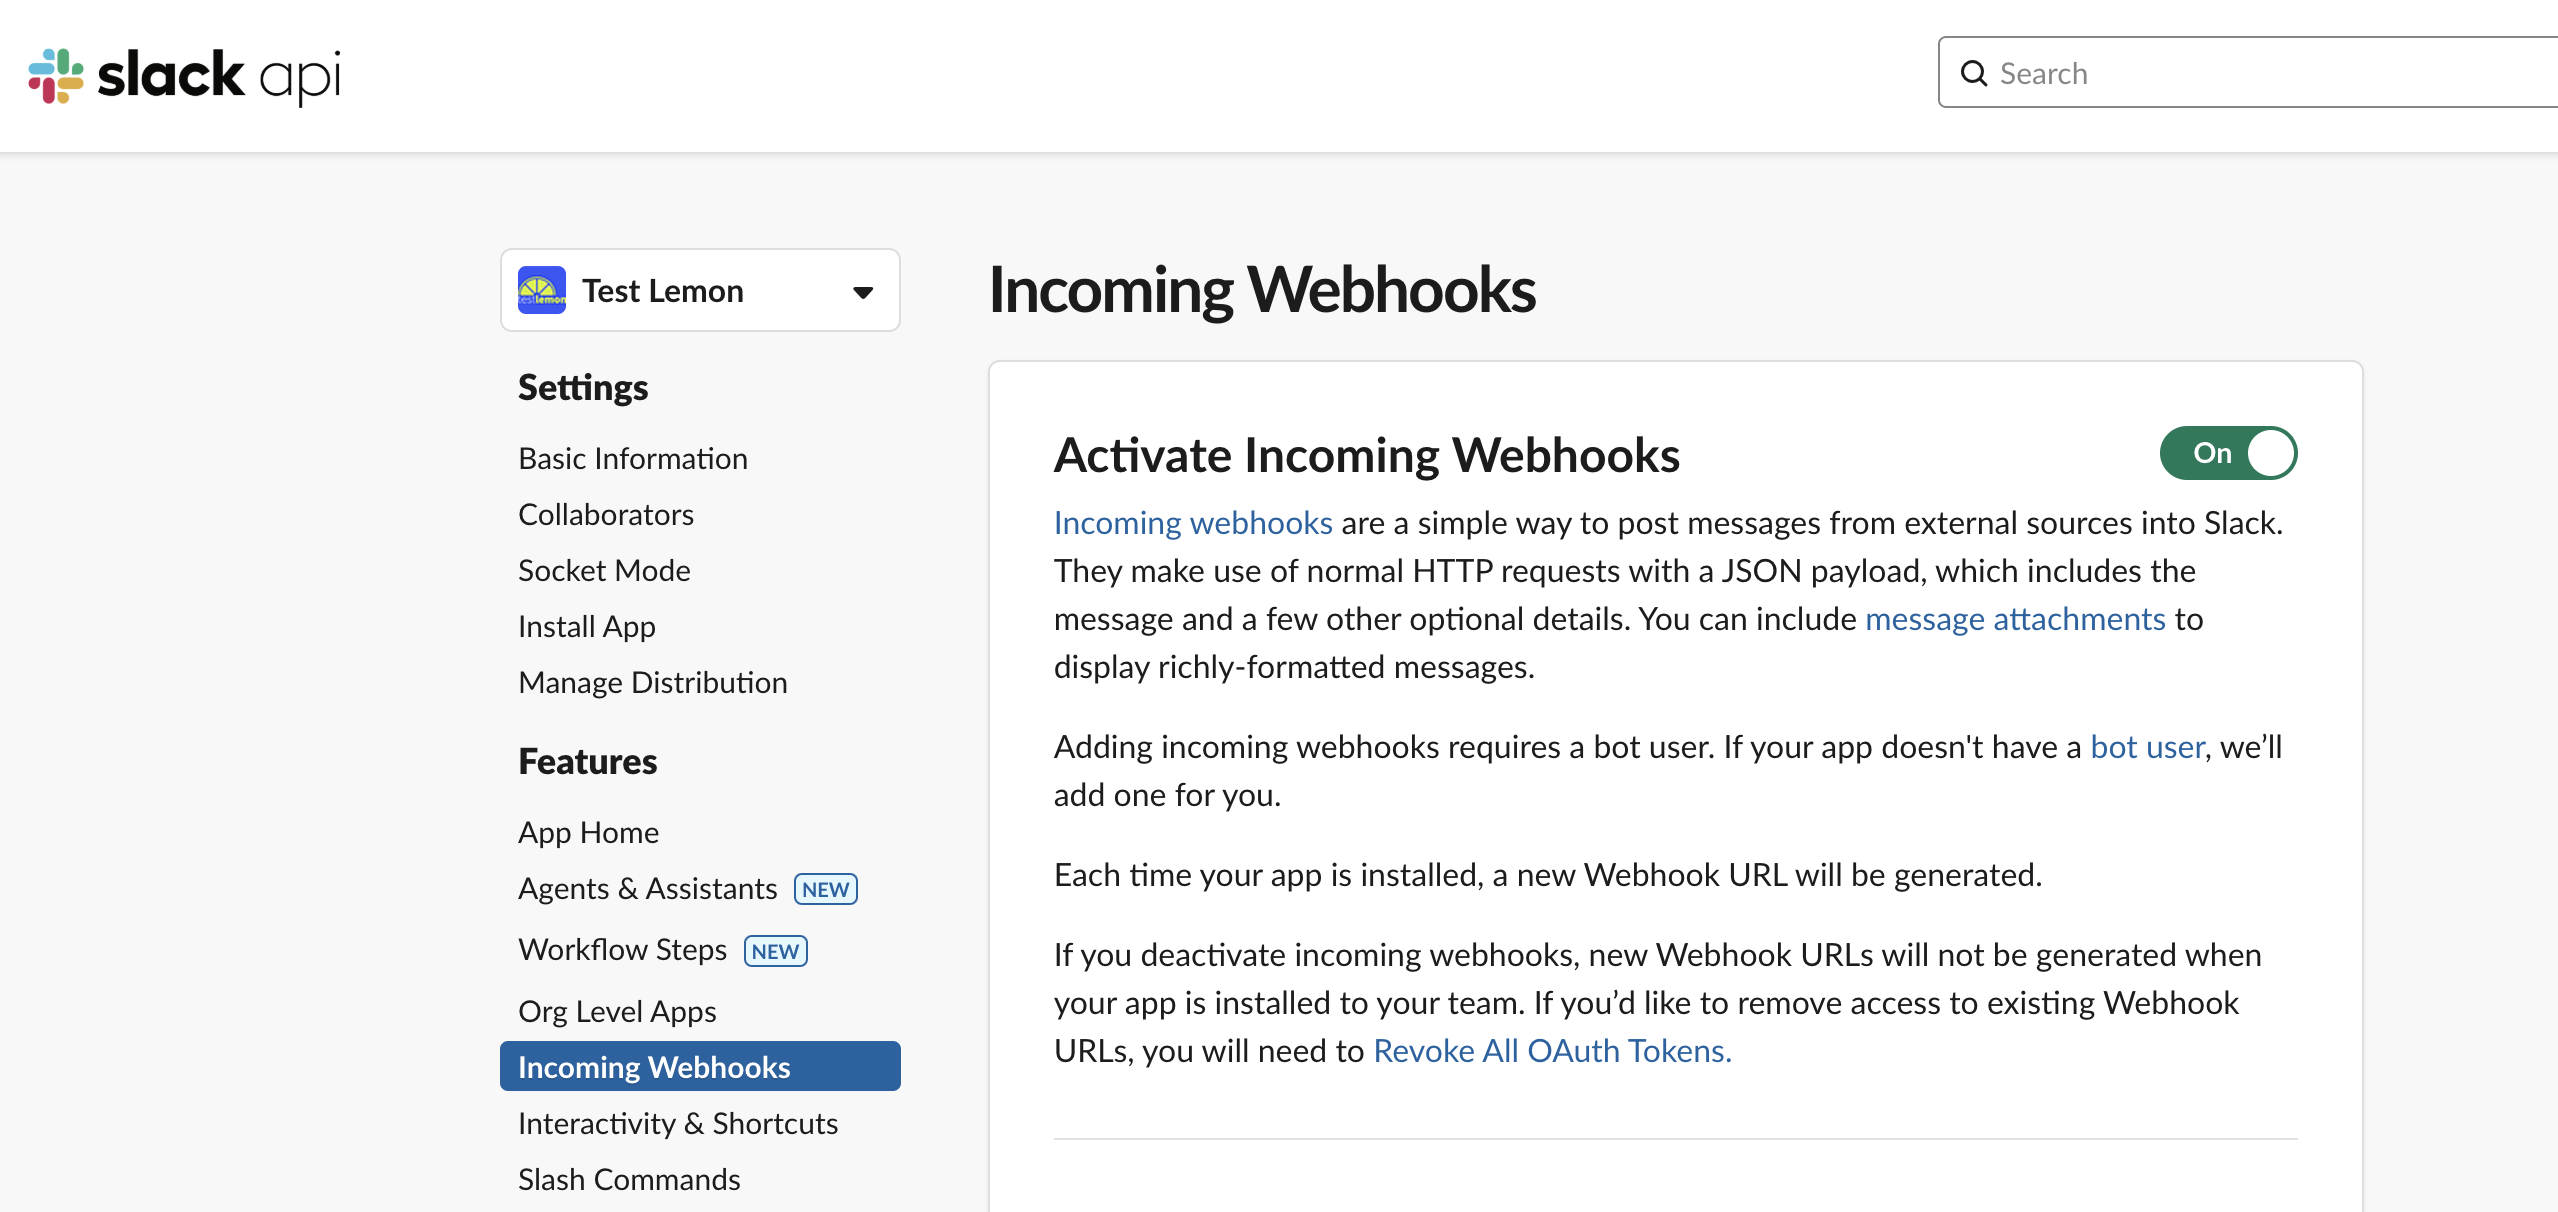 slack api
Search
Test Lemon
Settings
Basic Information
Collaborators
Socket Mode
Install App
Manage Distribution
Features
App Home
Agents & Assistants NEW
Workflow Steps NEW
Org Level Apps
Incoming Webhooks
Interactivity & Shortcuts
Slash Commands
Incoming Webhooks
Activate Incoming Webhooks
On
Incoming webhooks are a simple way to post messages from external sources into Slack.
They make use of normal HTTP requests with a JSON payload, which includes the
message and a few other optional details. You can include message attachments to
display richly-formatted messages.
Adding incoming webhooks requires a bot user. If your app doesn't have a bot user, we’ll
add one for you.
Each time your app is installed, a new Webhook URL will be generated.
If you deactivate incoming webhooks, new Webhook URLs will not be generated when
your app is installed to your team. If you’d like to remove access to existing Webhook
URLs, you will need to Revoke All OAuth Tokens.